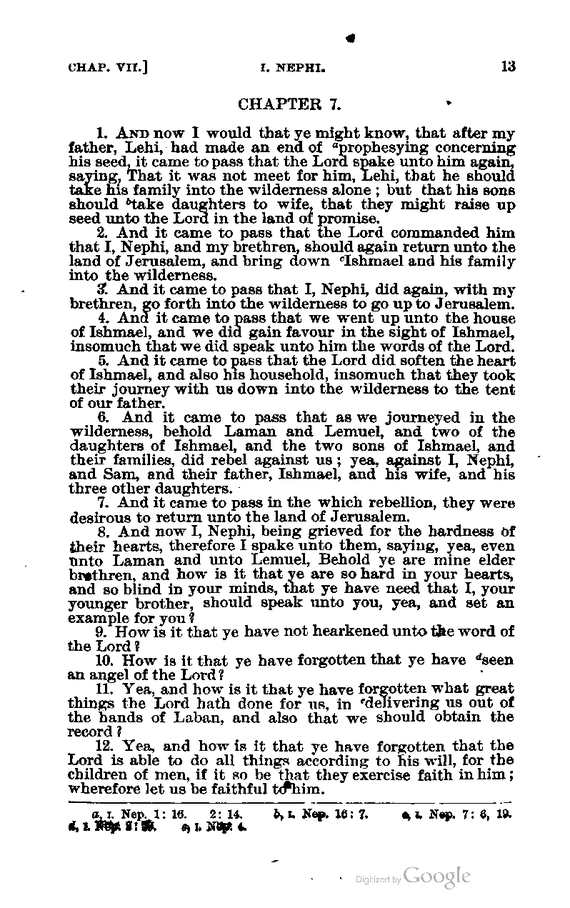 CHAP. VII.] I. NEPHI. 13
CHAPTER 7.
1. AND now I would that ye might know, that after my
father, Lehi, had made an end of ᵃprophesying concerning
his seed, it came to pass that the Lord spake unto him again,
saying, That it was not meet for him, Lehi, that he should
take his family into the wilderness alone ; but that his sons
should ᵇtake daughters to wife, that they might raise up
seed unto the Lord in the land of promise.
2. And it came to pass that the Lord commanded him
that I, Nephi, and my brethren, should again return unto the
land of Jerusalem, and bring down ᶜIshmael and his family
into the wilderness.
3. And it came to pass that I, Nephi, did again, with my
brethren, go forth into the wilderness to go up to Jerusalem.
4. And it came to pass that we went up unto the house
of Ishmael, and we did gain favour in the sight of Ishmael,
insomuch that we did speak unto him the words of the Lord.
5. And it came to pass that the Lord did soften the heart
of Ishmael, and also his household, insomuch that they took
their journey with us down into the wilderness to the tent
of our father.
6. And it came to pass that as we journeyed in the
wilderness, behold Laman and Lemuel, and two of the
daughters of Ishmael, and the two sons of Ishmael, and
their families, did rebel against us ; yea, against I, Nephi,
and Sam, and their father, Ishmael, and his wife, and his
three other daughters.
7. And it came to pass in the which rebellion, they were
desirous to return unto the land of Jerusalem.
8. And now I, Nephi, being grieved for the hardness of
their hearts, therefore I spake unto them, saying, yea, even
unto Laman and unto Lemuel, Behold ye are mine elder
brethren, and how is it that ye are so hard in your hearts,
and so blind in your minds, that ye have need that I, your
younger brother, should speak unto you, yea, and set an
example for you ?
9. How is it that ye have not hearkened unto the word of
the Lord ?
10. How is it that ye have forgotten that ye have ᵈseen
an angel of the Lord ?
11. Yea, and how is it that ye have forgotten what great
things the Lord hath done for us, in ᵉdelivering us out of
the hands of Laban, and also that we should obtain the
record ?
12. Yea, and how is it that ye have forgotten that the
Lord is able to do all things according to his will, for the
children of men, if it so be that they exercise faith in him ;
wherefore let us be faithful to him.
a, I. Nep. 1: 16. 2: 14. b, I. Nep. 16: 7. c, I. Nep. 7: 6, 19.
d, I. e, I. Nep. 4.
Digitized by Google